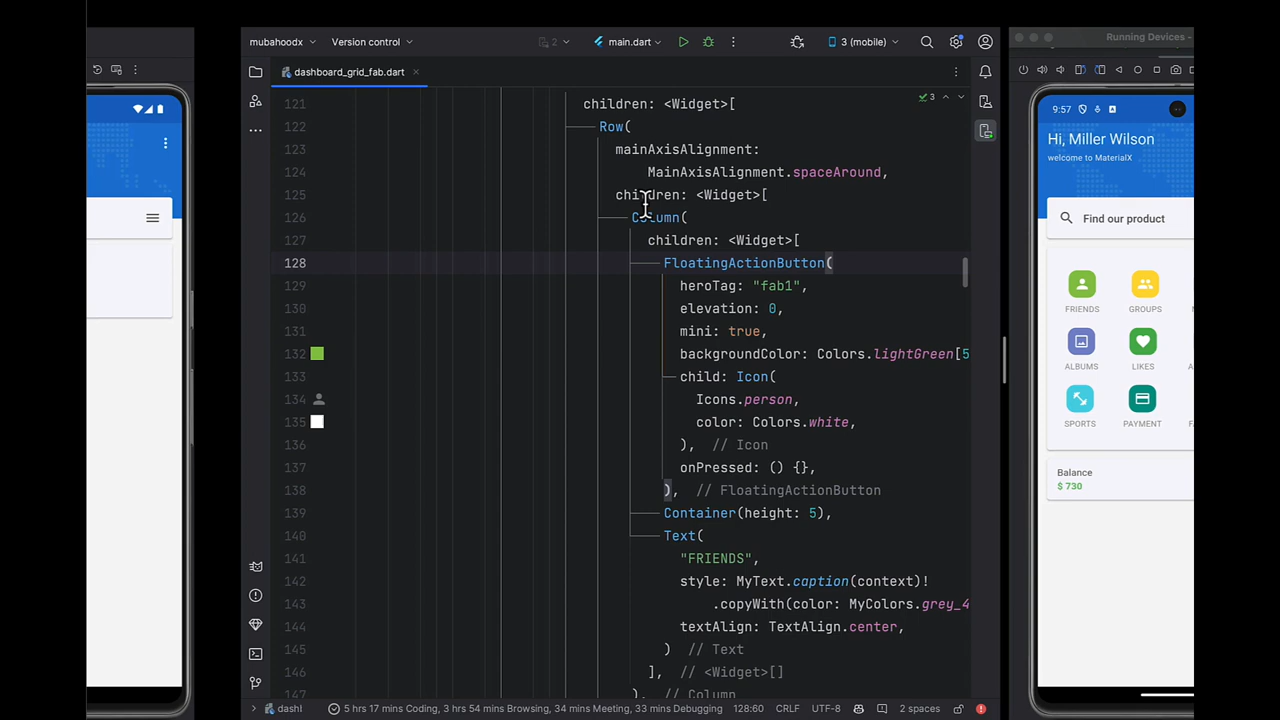 mubahoodx
Version control
2
main.dart
3 (mobile)
Running Devices -
dashboard_grid_fab.dart
3
121 children: <Widget>[
122 Row(
123 mainAxisAlignment:
124 MainAxisAlignment.spaceAround,
125 children: <Widget>[
126 Column(
127 children: <Widget>[
128 FloatingActionButton(
129 heroTag: "fab1",
130 elevation: 0,
131 mini: true,
132 backgroundColor: Colors.lightGreen[5
133 child: Icon(
134 Icons.person,
135 color: Colors.white,
136 ), // Icon
137 onPressed: () {},
138 ), // FloatingActionButton
139 Container(height: 5),
140 Text(
141 "FRIENDS",
142 style: MyText.caption(context)!
143 .copyWith(color: MyColors.grey_4
144 textAlign: TextAlign.center,
145 ) // Text
146 ], // <Widget>[]
147 ), // Column
dashl
5 hrs 17 mins Coding, 3 hrs 54 mins Browsing, 34 mins Meeting, 33 mins Debugging
128:60
CRLF
UTF-8
2 spaces
9:57
Hi, Miller Wilson
welcome to MaterialX
Find our product
FRIENDS
GROUPS
ALBUMS
LIKES
SPORTS
PAYMENT
Balance
$ 730